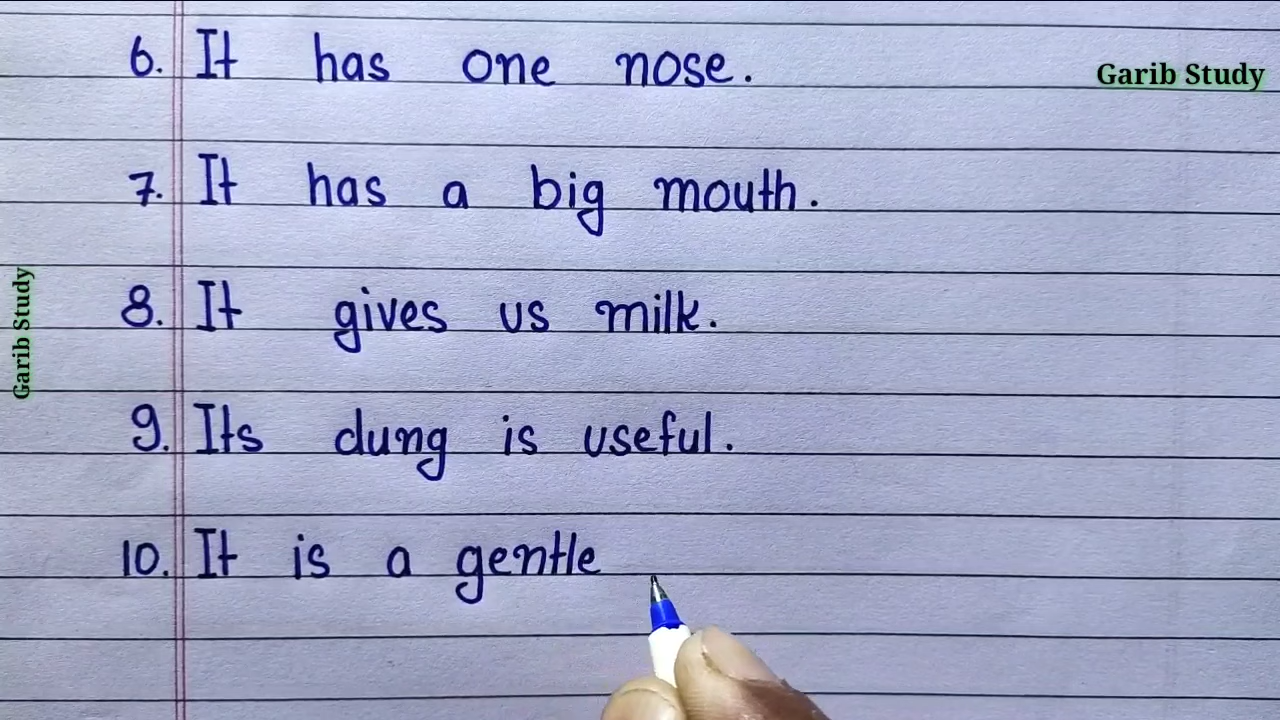 6. It has one nose.
Garib Study
7. It has a big mouth.
8. It gives us milk.
Garib Study
9. Its dung is useful.
10. It is a gentle